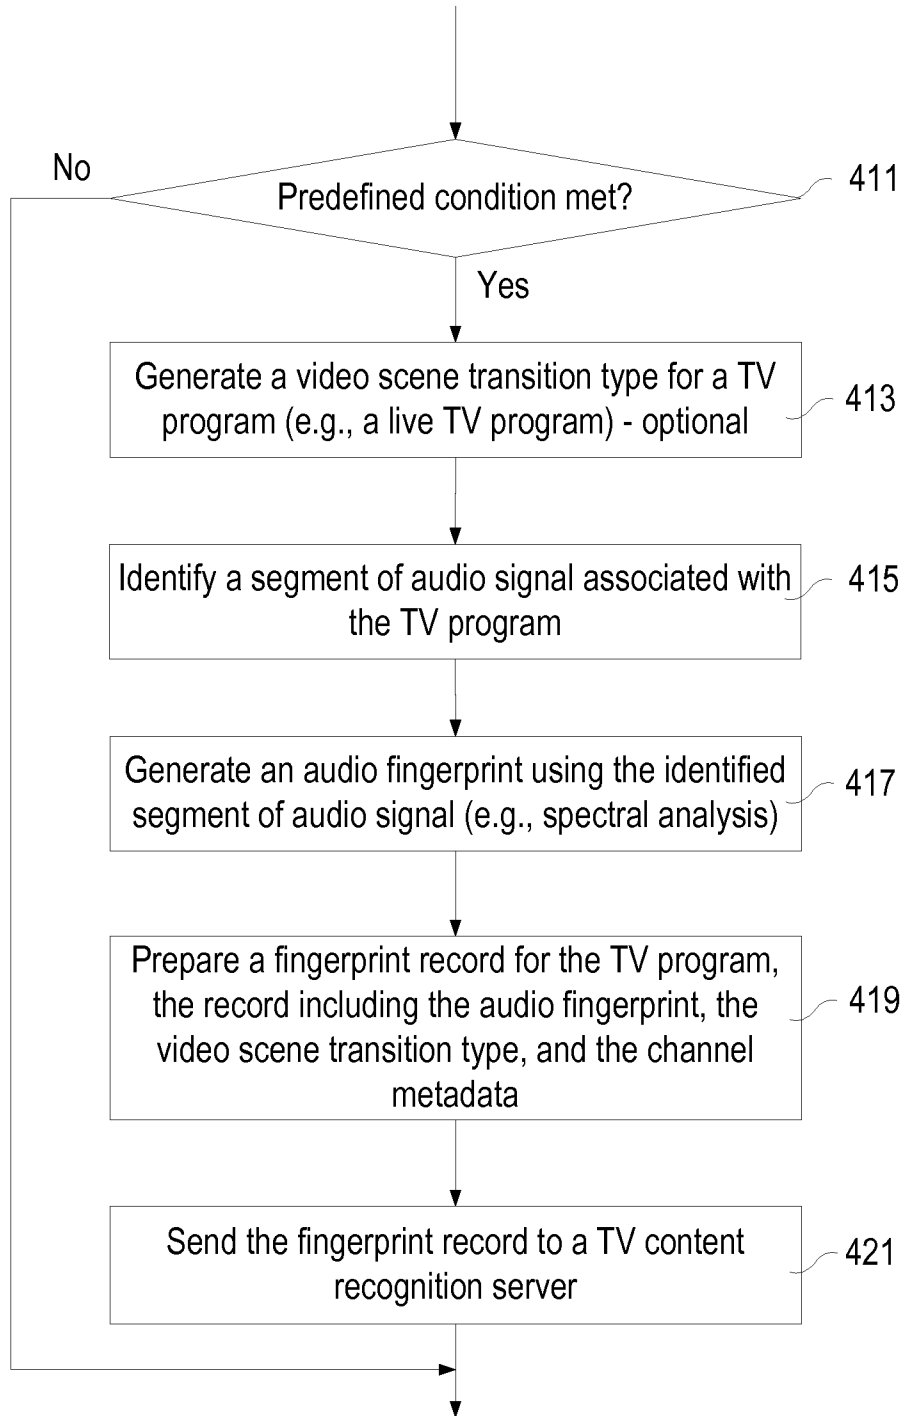 No
Predefined condition met?
411
Yes
Generate a video scene transition type for a TV
program (e.g., a live TV program) - optional
413
Identify a segment of audio signal associated with
the TV program
415
Generate an audio fingerprint using the identified
segment of audio signal (e.g., spectral analysis)
417
Prepare a fingerprint record for the TV program,
the record including the audio fingerprint, the
video scene transition type, and the channel
metadata
419
Send the fingerprint record to a TV content
recognition server
421